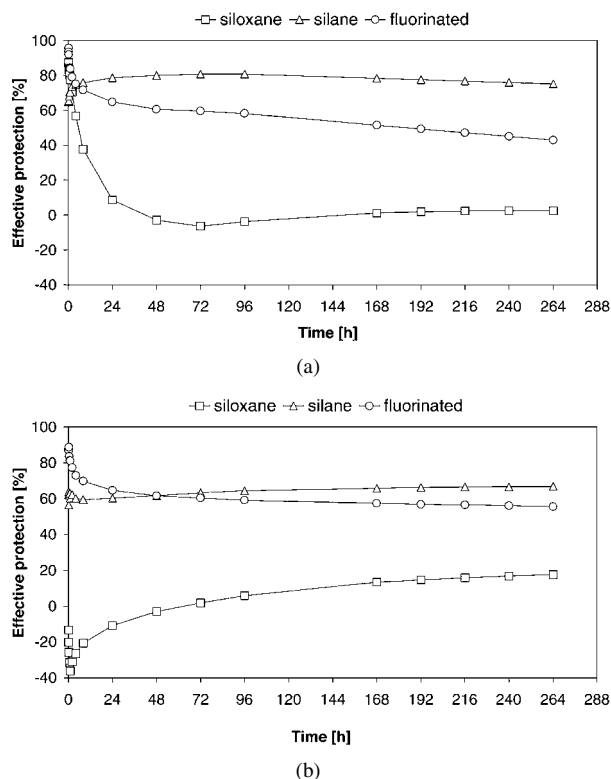 siloxane silane fluorinated
Effective protection [%]
100
80
60
40
20
0
-20
-40
0 24 48 72 96 120 144 168 192 216 240 264 288
Time [h]
(a)
siloxane silane fluorinated
Effective protection [%]
100
80
60
40
20
0
-20
-40
0 24 48 72 96 120 144 168 192 216 240 264 288
Time [h]
(b)